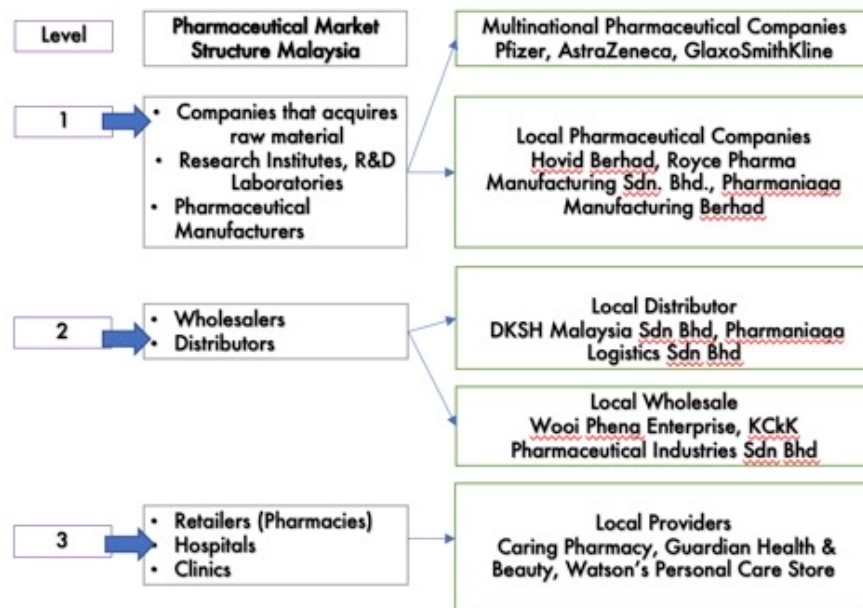 Level
Pharmaceutical Market
Structure Malaysia
Multinational Pharmaceutical Companies
Pfizer, AstraZeneca, GlaxoSmithKline
1
• Companies that acquires
raw material
• Research Institutes, R&D
Laboratories
• Pharmaceutical
Manufacturers
Local Pharmaceutical Companies
Hovid Berhad, Royce Pharma
Manufacturing Sdn. Bhd., Pharmaniaga
Manufacturing Berhad
2
• Wholesalers
• Distributors
Local Distributor
DKSH Malaysia Sdn Bhd, Pharmaniaga
Logistics Sdn Bhd
Local Wholesale
Wooi Pheng Enterprise, KCkK
Pharmaceutical Industries Sdn Bhd
3
• Retailers (Pharmacies)
• Hospitals
• Clinics
Local Providers
Caring Pharmacy, Guardian Health &
Beauty, Watson's Personal Care Store